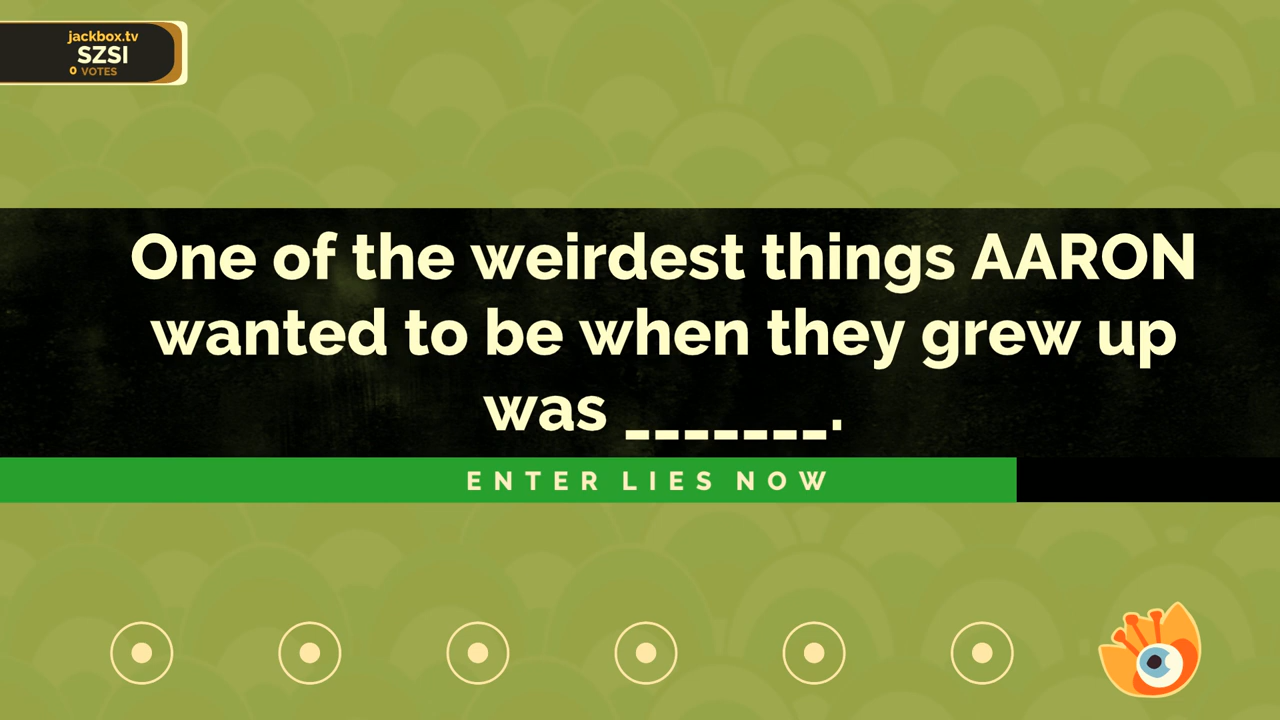 jackbox.tv
SZSI
0 VOTES
One of the weirdest things AARON
wanted to be when they grew up
was _______.
ENTER LIES NOW